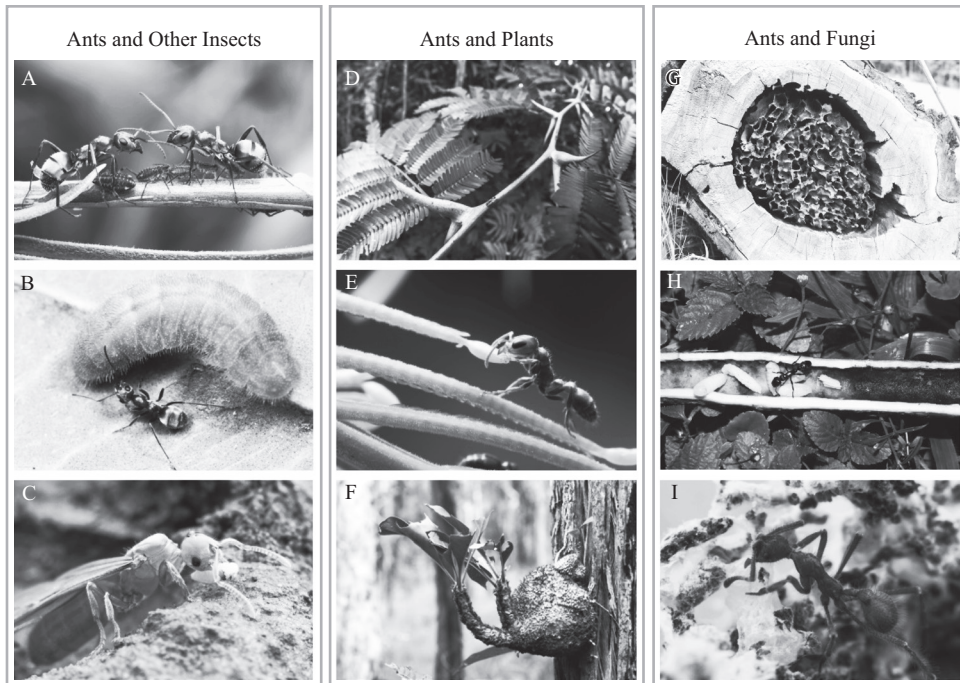 Ants and Other Insects
A
B
C
Ants and Plants
D
E
F
Ants and Fungi
G
H
I